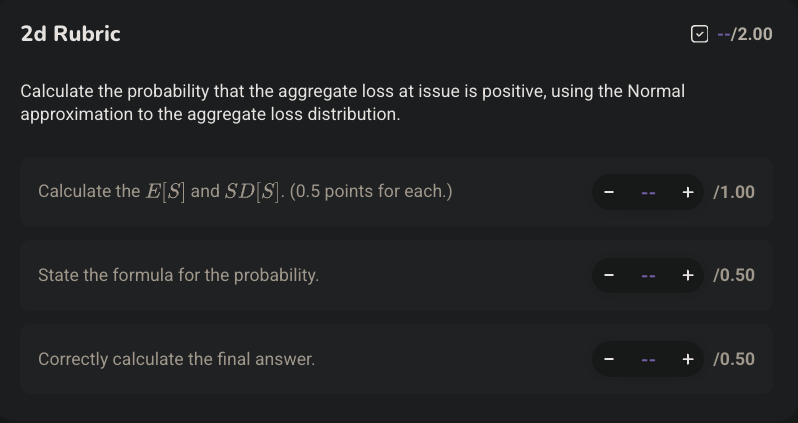 2d Rubric
--/2.00
Calculate the probability that the aggregate loss at issue is positive, using the Normal
approximation to the aggregate loss distribution.
Calculate the E[S] and SD[S]. (0.5 points for each.)
− -- + /1.00
State the formula for the probability.
− -- + /0.50
Correctly calculate the final answer.
− -- + /0.50